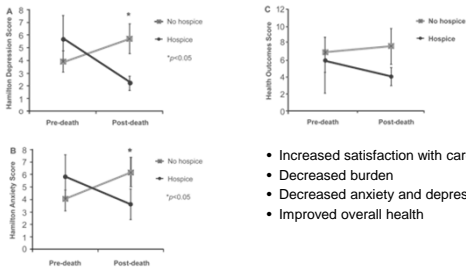 A
Hamilton Depression Score
8
7
6
5
4
3
2
1
0
*
No hospice
Hospice
*p<0.05
Pre-death
Post-death
C
Health Outcomes Score
12
10
8
6
4
2
0
No hospice
Hospice
Pre-death
Post-death
B
Hamilton Anxiety Score
8
7
6
5
4
3
2
1
0
*
No hospice
Hospice
*p<0.05
Pre-death
Post-death
• Increased satisfaction with car
• Decreased burden
• Decreased anxiety and depres
• Improved overall health